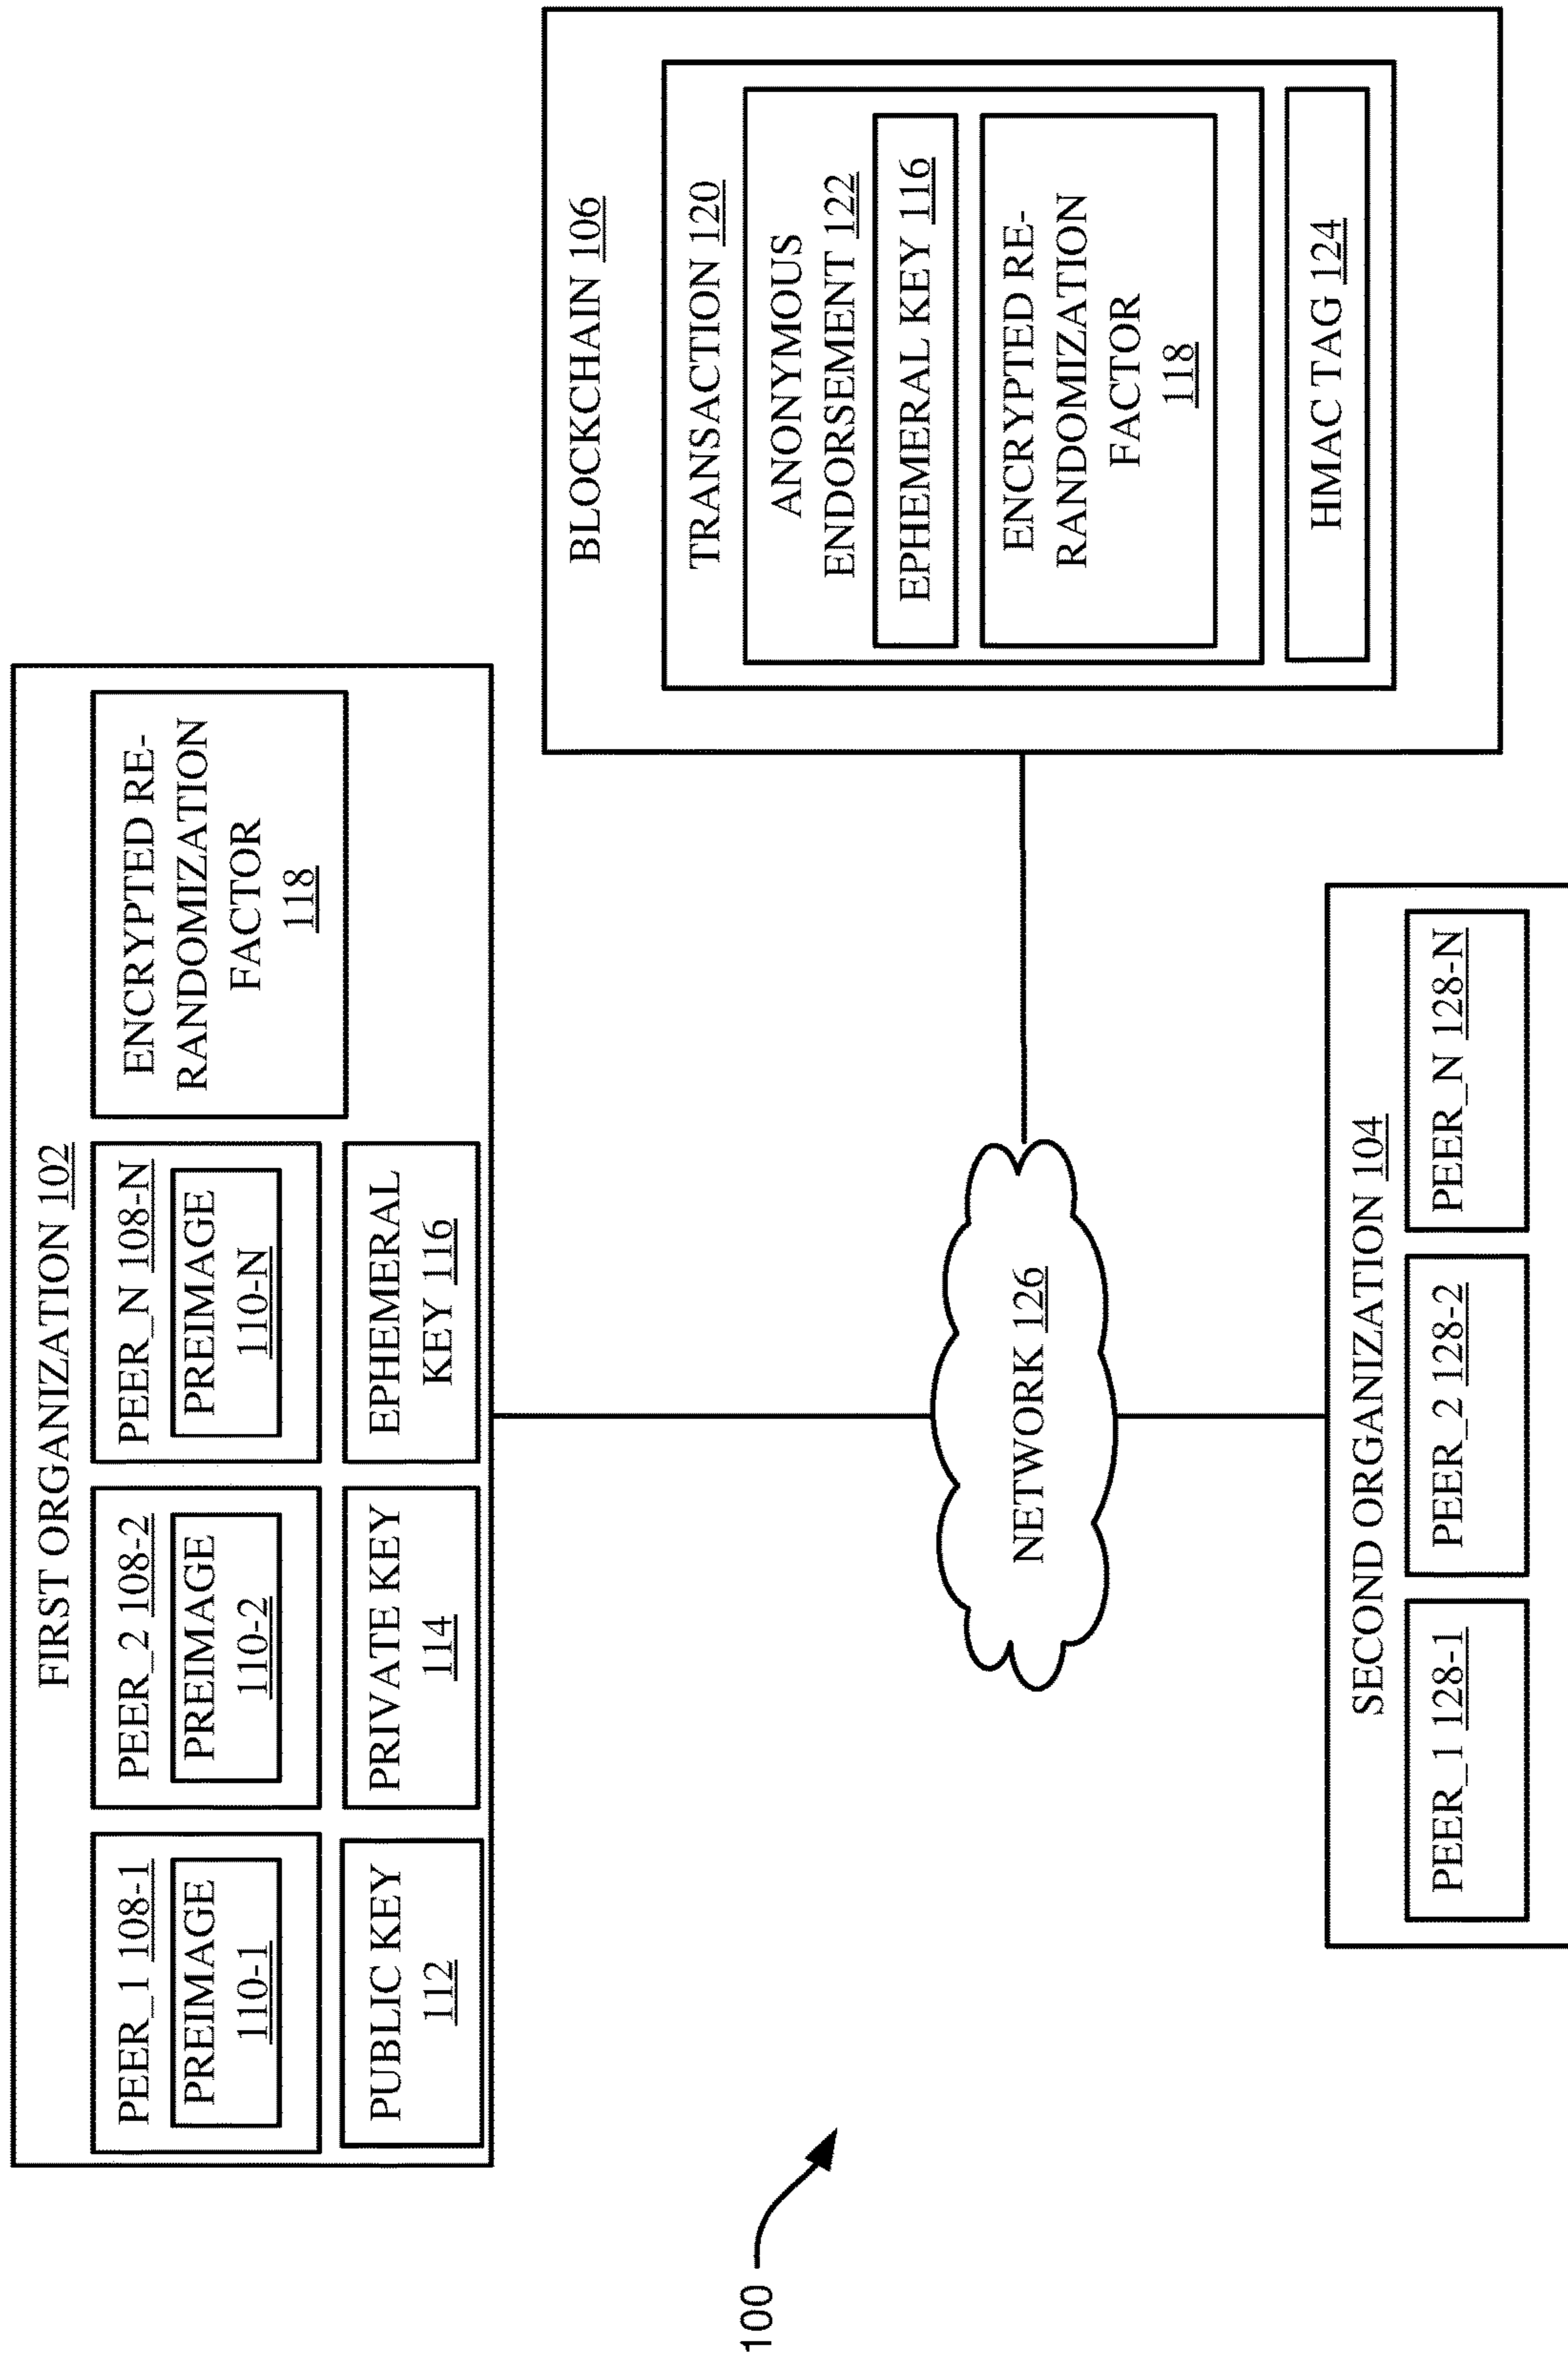 FIRST ORGANIZATION 102
PEER_1 108-1
PREIMAGE
110-1
PEER_2 108-2
PREIMAGE
110-2
PEER_N 108-N
PREIMAGE
110-N
ENCRYPTED RE-
RANDOMIZATION
FACTOR
118
PUBLIC KEY
112
PRIVATE KEY
114
EPHEMERAL
KEY 116
BLOCKCHAIN 106
TRANSACTION 120
ANONYMOUS
ENDORSEMENT 122
EPHEMERAL KEY 116
ENCRYPTED RE-
RANDOMIZATION
FACTOR
118
HMAC TAG 124
100
NETWORK 126
SECOND ORGANIZATION 104
PEER_1 128-1
PEER_2 128-2
PEER_N 128-N